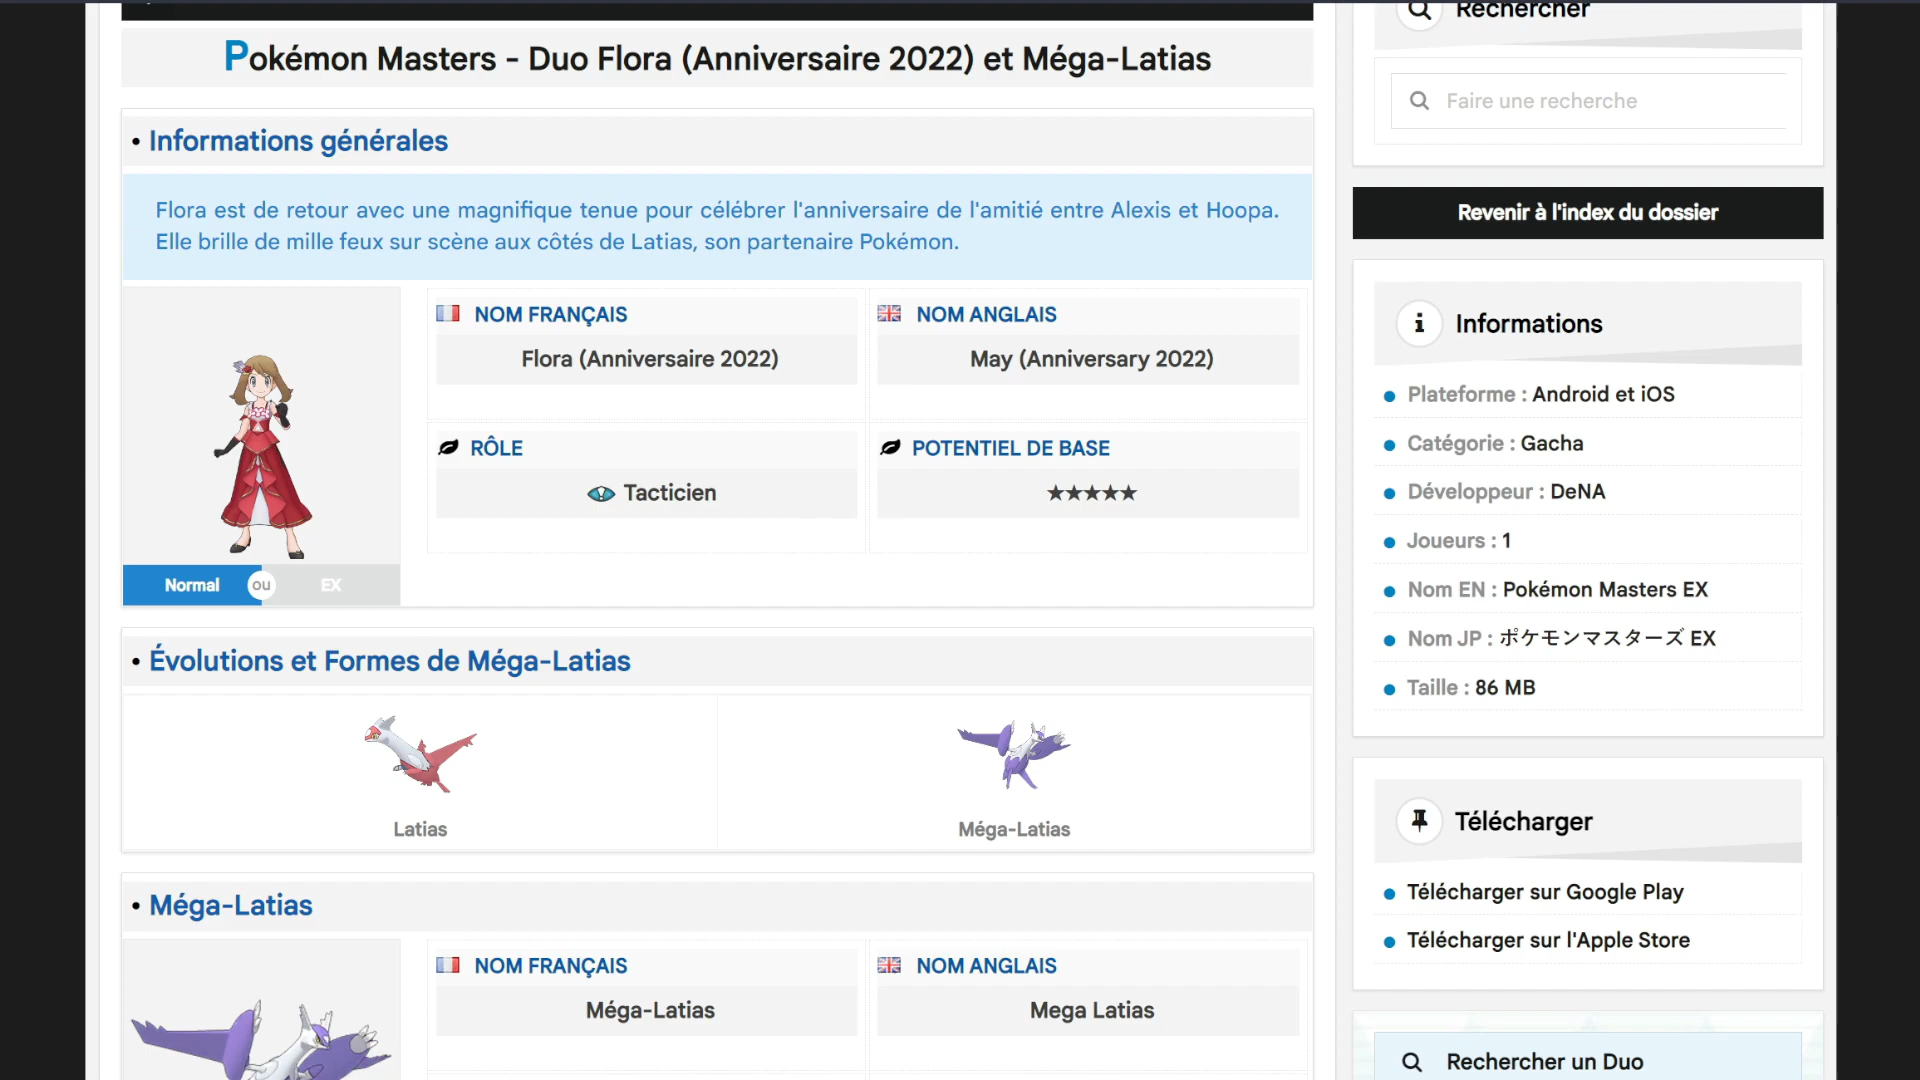 Pokémon Masters - Duo Flora (Anniversaire 2022) et Méga-Latias
• Informations générales
Flora est de retour avec une magnifique tenue pour célébrer l'anniversaire de l'amitié entre Alexis et Hoopa.
Elle brille de mille feux sur scène aux côtés de Latias, son partenaire Pokémon.
NOM FRANÇAIS
Flora (Anniversaire 2022)
NOM ANGLAIS
May (Anniversary 2022)
RÔLE
Tacticien
POTENTIEL DE BASE
★★★★★
Normal ou EX
• Évolutions et Formes de Méga-Latias
Latias
Méga-Latias
• Méga-Latias
NOM FRANÇAIS
Méga-Latias
NOM ANGLAIS
Mega Latias
Rechercher
Faire une recherche
Revenir à l'index du dossier
Informations
Plateforme : Android et iOS
Catégorie : Gacha
Développeur : DeNA
Joueurs : 1
Nom EN : Pokémon Masters EX
Nom JP : ポケモンマスターズ EX
Taille : 86 MB
Télécharger
Télécharger sur Google Play
Télécharger sur l'Apple Store
Rechercher un Duo